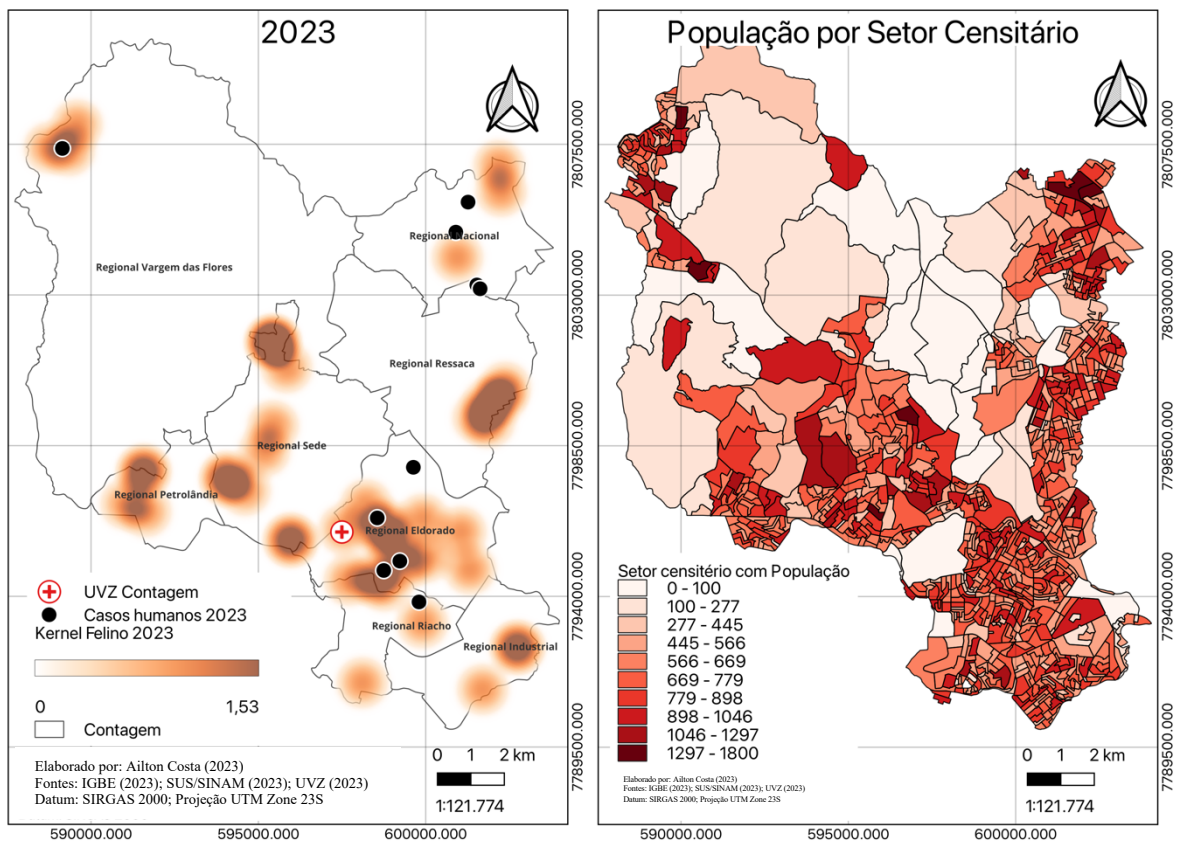 2023
7807500.000
7803000.000
7798500.000
7794000.000
7789500.000
Regional Nacional
Regional Vargem das Flores
Regional Ressaca
Regional Sede
Regional Petrolândia
Regional Eldorado
Regional Riacho
Regional Industrial
UVZ Contagem
Casos humanos 2023
Kernel Felino 2023
0
1,53
Contagem
Elaborado por: Ailton Costa (2023)
Fontes: IGBE (2023); SUS/SINAM (2023); UVZ (2023)
Datum: SIRGAS 2000; Projeção UTM Zone 23S
0 1 2 km
1:121.774
590000.000
595000.000
600000.000
População por Setor Censitário
7807500.000
7803000.000
7798500.000
7794000.000
7789500.000
Setor censitério com População
0 - 100
100 - 277
277 - 445
445 - 566
566 - 669
669 - 779
779 - 898
898 - 1046
1046 - 1297
1297 - 1800
Elaborado por: Ailton Costa (2023)
Fontes: IGBE (2023); SUS/SINAM (2023); UVZ (2023)
Datum: SIRGAS 2000; Projeção UTM Zone 23S
0 1 2 km
1:121.774
590000.000
595000.000
600000.000